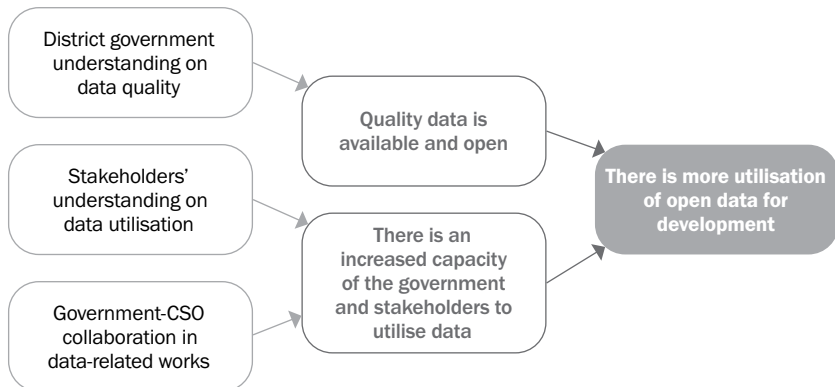 District government
understanding on
data quality
Stakeholders'
understanding on
data utilisation
Government-CSO
collaboration in
data-related works
Quality data is
available and open
There is an
increased capacity
of the government
and stakeholders to
utilise data
There is more utilisation
of open data for
development